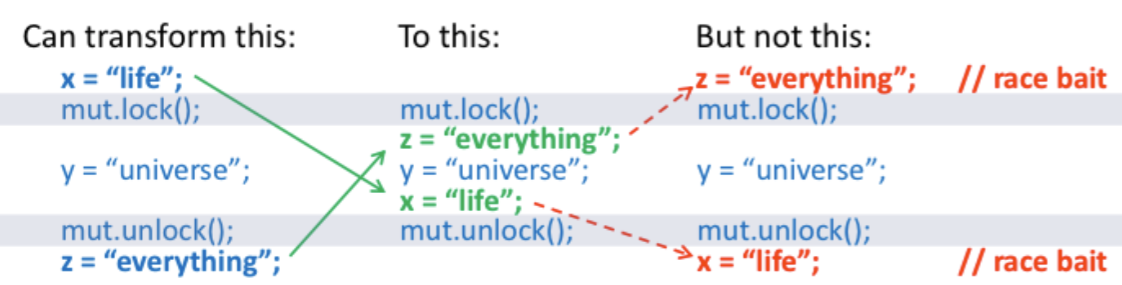 Can transform this: To this: But not this:
x = “life”; z = “everything”; // race bait
mut.lock(); mut.lock(); mut.lock();
z = “everything”;
y = “universe”; y = “universe”; y = “universe”;
x = “life”;
mut.unlock(); mut.unlock(); mut.unlock();
z = “everything”; x = “life”; // race bait